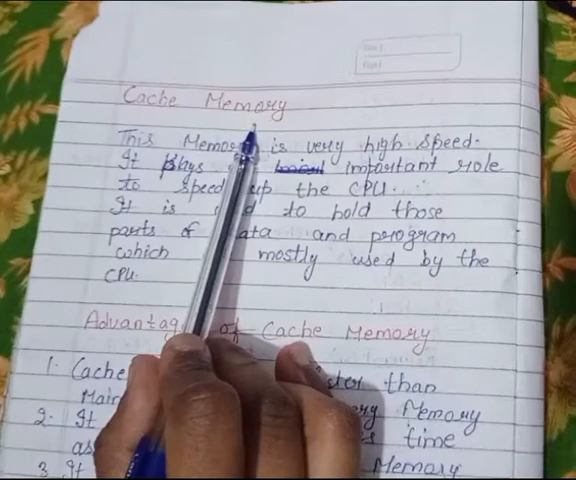 Cache Memory
This Memory is very high speed.
It plays important role
to speed up the CPU.
It is to hold those
parts of data and program
which mostly used by the
CPU.
Advantag of Cache Memory
1. Cache than
Main Memory
2. It time
as
3. It Memory